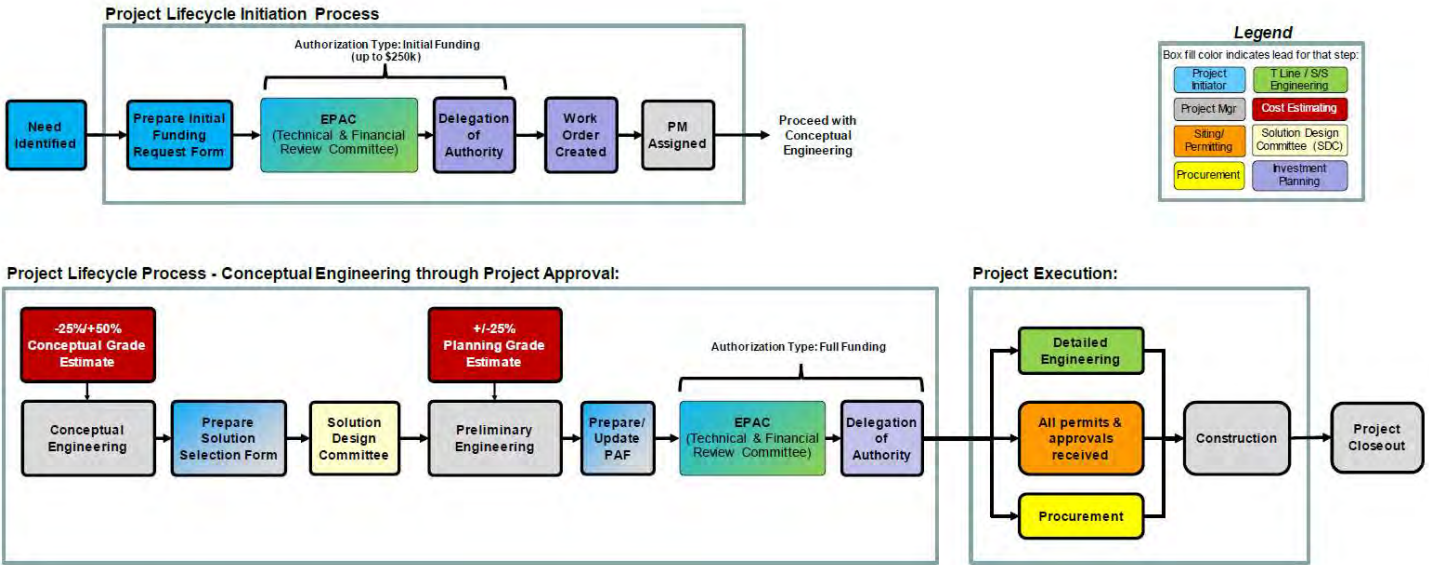 Project Lifecycle Initiation Process
Authorization Type: Initial Funding
(up to $250k)
Need
Identified
Prepare Initial
Funding
Request Form
EPAC
(Technical & Financial
Review Committee)
Delegation
of
Authority
Work
Order
Created
PM
Assigned
Proceed with
Conceptual
Engineering
Legend
Box fill color indicates lead for that step:
Project
Initiator
T Line / S/S
Engineering
Project Mgr
Cost Estimating
Siting/
Permitting
Solution Design
Committee (SDC)
Procurement
Investment
Planning
Project Lifecycle Process - Conceptual Engineering through Project Approval:
-25%/+50%
Conceptual Grade
Estimate
+/-25%
Planning Grade
Estimate
Authorization Type: Full Funding
Conceptual
Engineering
Prepare
Solution
Selection Form
Solution
Design
Committee
Preliminary
Engineering
Prepare/
Update
PAF
EPAC
(Technical & Financial
Review Committee)
Delegation
of
Authority
Project Execution:
Detailed
Engineering
All permits &
approvals
received
Procurement
Construction
Project
Closeout